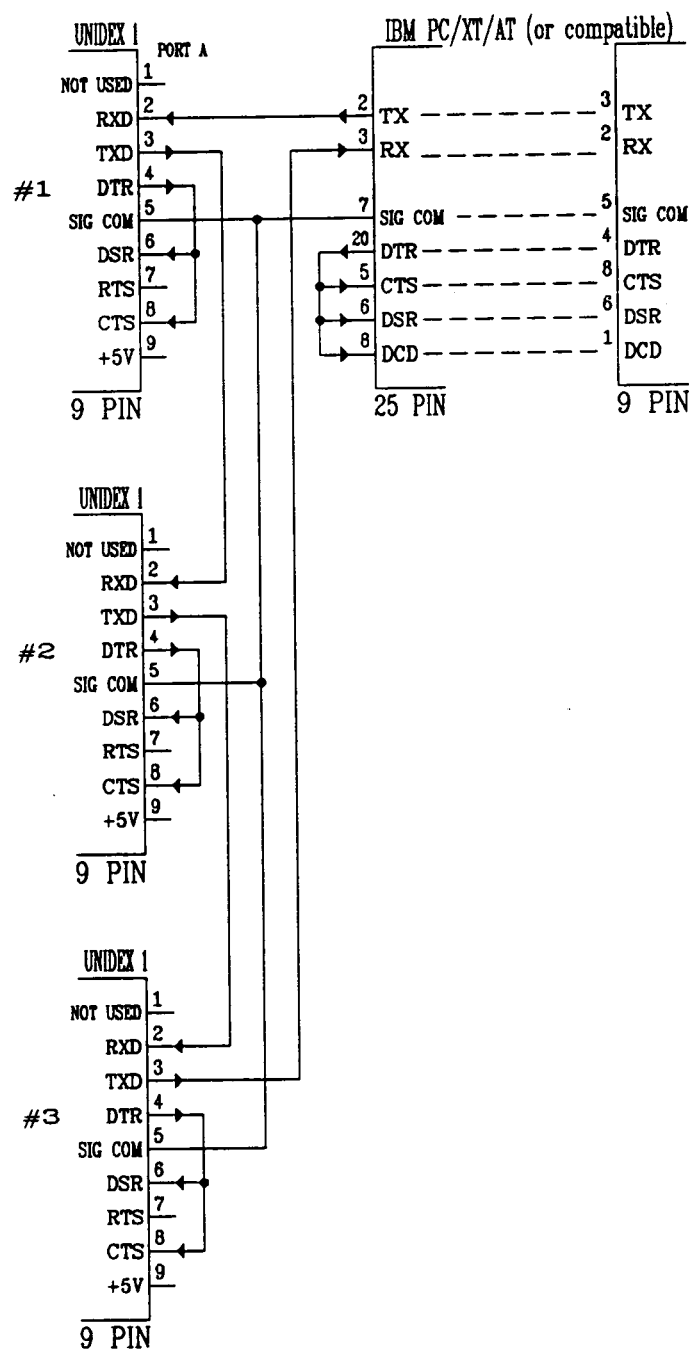 UNIDEX 1
PORT A
IBM PC/XT/AT (or compatible)
#1
NOT USED 1
RXD 2
TXD 3
DTR 4
SIG COM 5
DSR 6
RTS 7
CTS 8
+5V 9
9 PIN
2 TX
3 RX
7 SIG COM
20 DTR
5 CTS
6 DSR
8 DCD
25 PIN
3 TX
2 RX
5 SIG COM
4 DTR
8 CTS
6 DSR
1 DCD
9 PIN
UNIDEX 1
#2
NOT USED 1
RXD 2
TXD 3
DTR 4
SIG COM 5
DSR 6
RTS 7
CTS 8
+5V 9
9 PIN
UNIDEX 1
#3
NOT USED 1
RXD 2
TXD 3
DTR 4
SIG COM 5
DSR 6
RTS 7
CTS 8
+5V 9
9 PIN